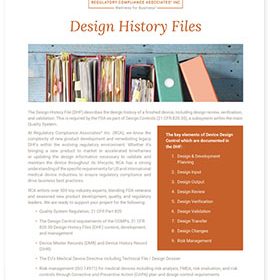 REGULATORY COMPLIANCE ASSOCIATES® INC.
Wellness for Business®
Design History Files
The Design History File (DHF) describes the design history of a finished device, including design review, verification,
and validation. This is required by the FDA as part of Design Controls (21 CFR 820.30), a subsystem within the main
Quality System.
At Regulatory Compliance Associates® Inc. (RCA), we know the
complexity of new product development and remediating legacy
DHFs within the existing regulatory environment. Whether it's
bringing a new product to market in accelerated timeframes
or updating the design information necessary to validate and
maintain the device throughout its lifecycle, RCA has a strong
understanding of the specific requirements across the international
medical device industries to ensure regulatory compliance and
drive business best practices.
RCA enlists over 500 top industry experts, blending FDA veterans
and seasoned new product development, quality, and regulatory
leaders. We are ready to support your project for the following:
• Quality System Regulation: 21 CFR Part 820
• The Design Control requirements of the CGMPs, 21 CFR
820.30 Design History File (DHF) content, development,
and management
• Device Master Records (DMR) and Device History Record
(DHR)
• The EU's Medical Device Directive including Technical File / Design Dossier
• Risk management (ISO 14971) for medical devices including risk analysis, FMEA, risk evaluation, and risk
controls through Corrective and Preventive Action (CAPA) plan and design control requirements
The key elements of Device Design
Control which are documented in
the DHF:
1. Design & Development
Planning
2. Design Input
3. Design Output
4. Design Review
5. Design Verification
6. Design Validation
7. Design Transfer
8. Design Changes
9. Risk Management